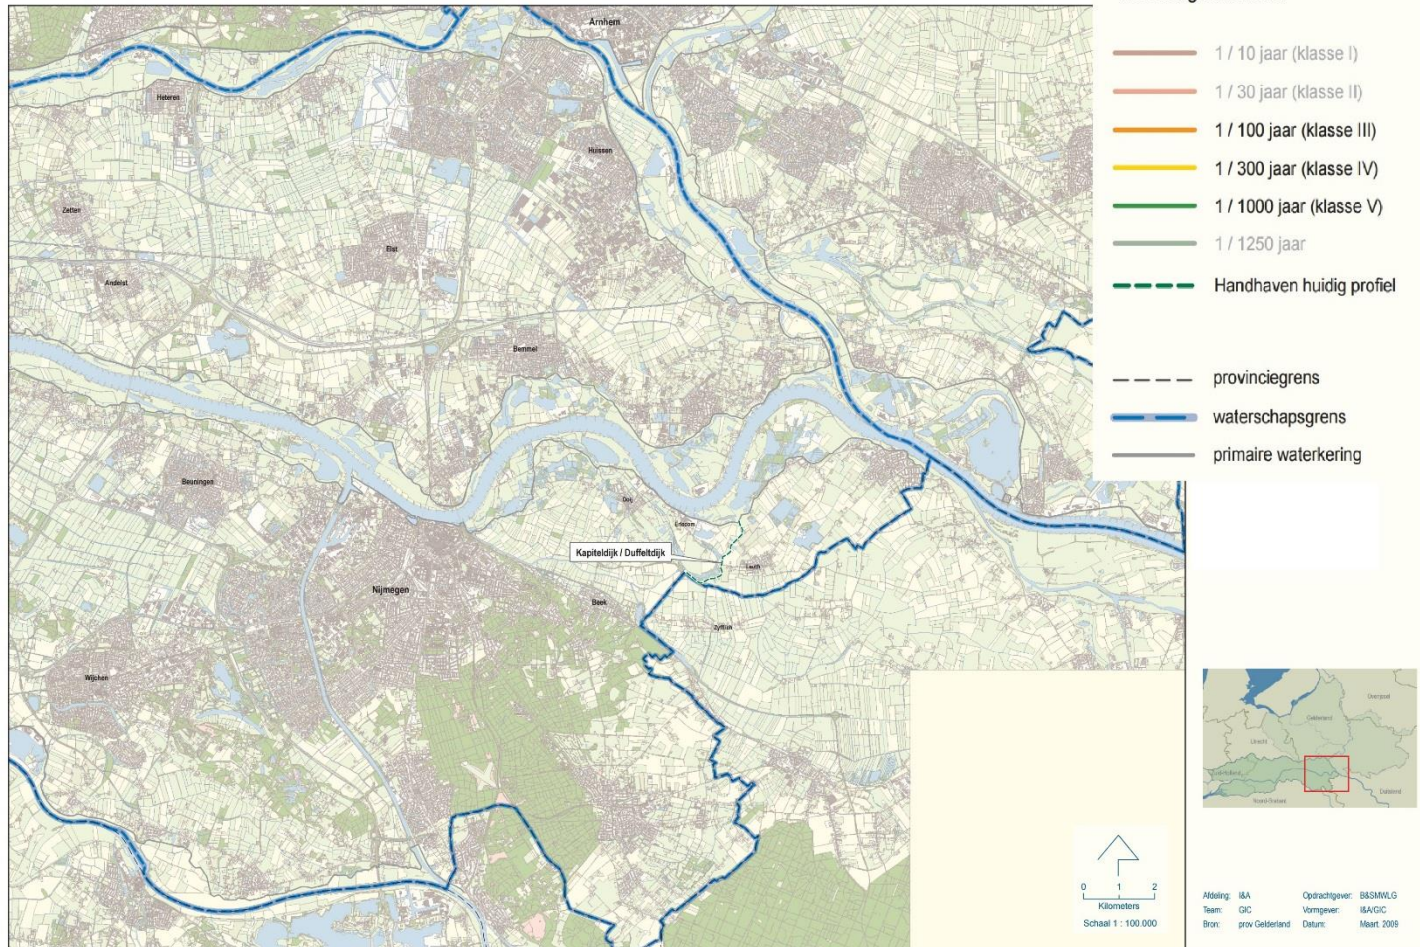 1 / 10 jaar (klasse I)
1 / 30 jaar (klasse II)
1 / 100 jaar (klasse III)
1 / 300 jaar (klasse IV)
1 / 1000 jaar (klasse V)
1 / 1250 jaar
Handhaven huidig profiel
provinciegrens
waterschapsgrens
primaire waterkering
Arnhem
Heteren
Huissen
Zetten
Elst
Andelst
Bemmel
Beuningen
Ooij
Erlecom
Kapiteldijk / Duffeltdijk
Leuth
Nijmegen
Beek
Zyfflich
Wijchen
Overijssel
Gelderland
Utrecht
Zuid-Holland
Noord-Brabant
Duitsland
0 1 2
Kilometers
Schaal 1 : 100.000
Afdeling: I&A Opdrachtgever: B&SMWLG
Team: GIC Vormgever: I&A/GIC
Bron: prov Gelderland Datum: Maart 2009